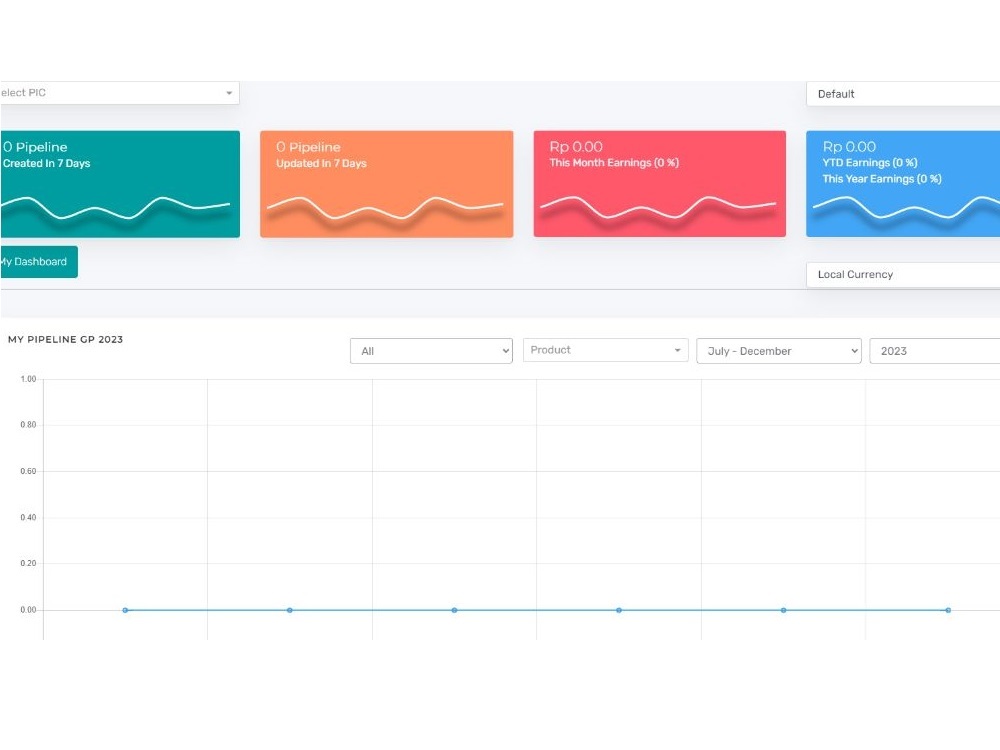 elect PIC
Default
0 Pipeline
Created In 7 Days
0 Pipeline
Updated In 7 Days
Rp 0.00
This Month Earnings (0 %)
Rp 0.00
YTD Earnings (0 %)
This Year Earnings (0 %)
My Dashboard
Local Currency
MY PIPELINE GP 2023
All
Product
July - December
2023
1.00
0.80
0.60
0.40
0.20
0.00